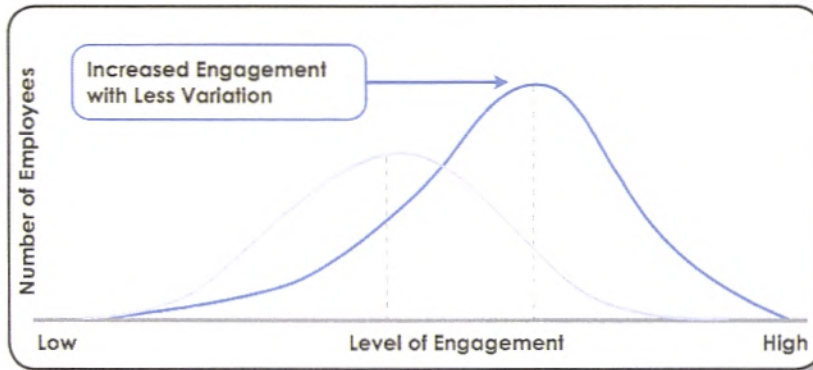 Increased Engagement
with Less Variation
Number of Employees
Low
Level of Engagement
High